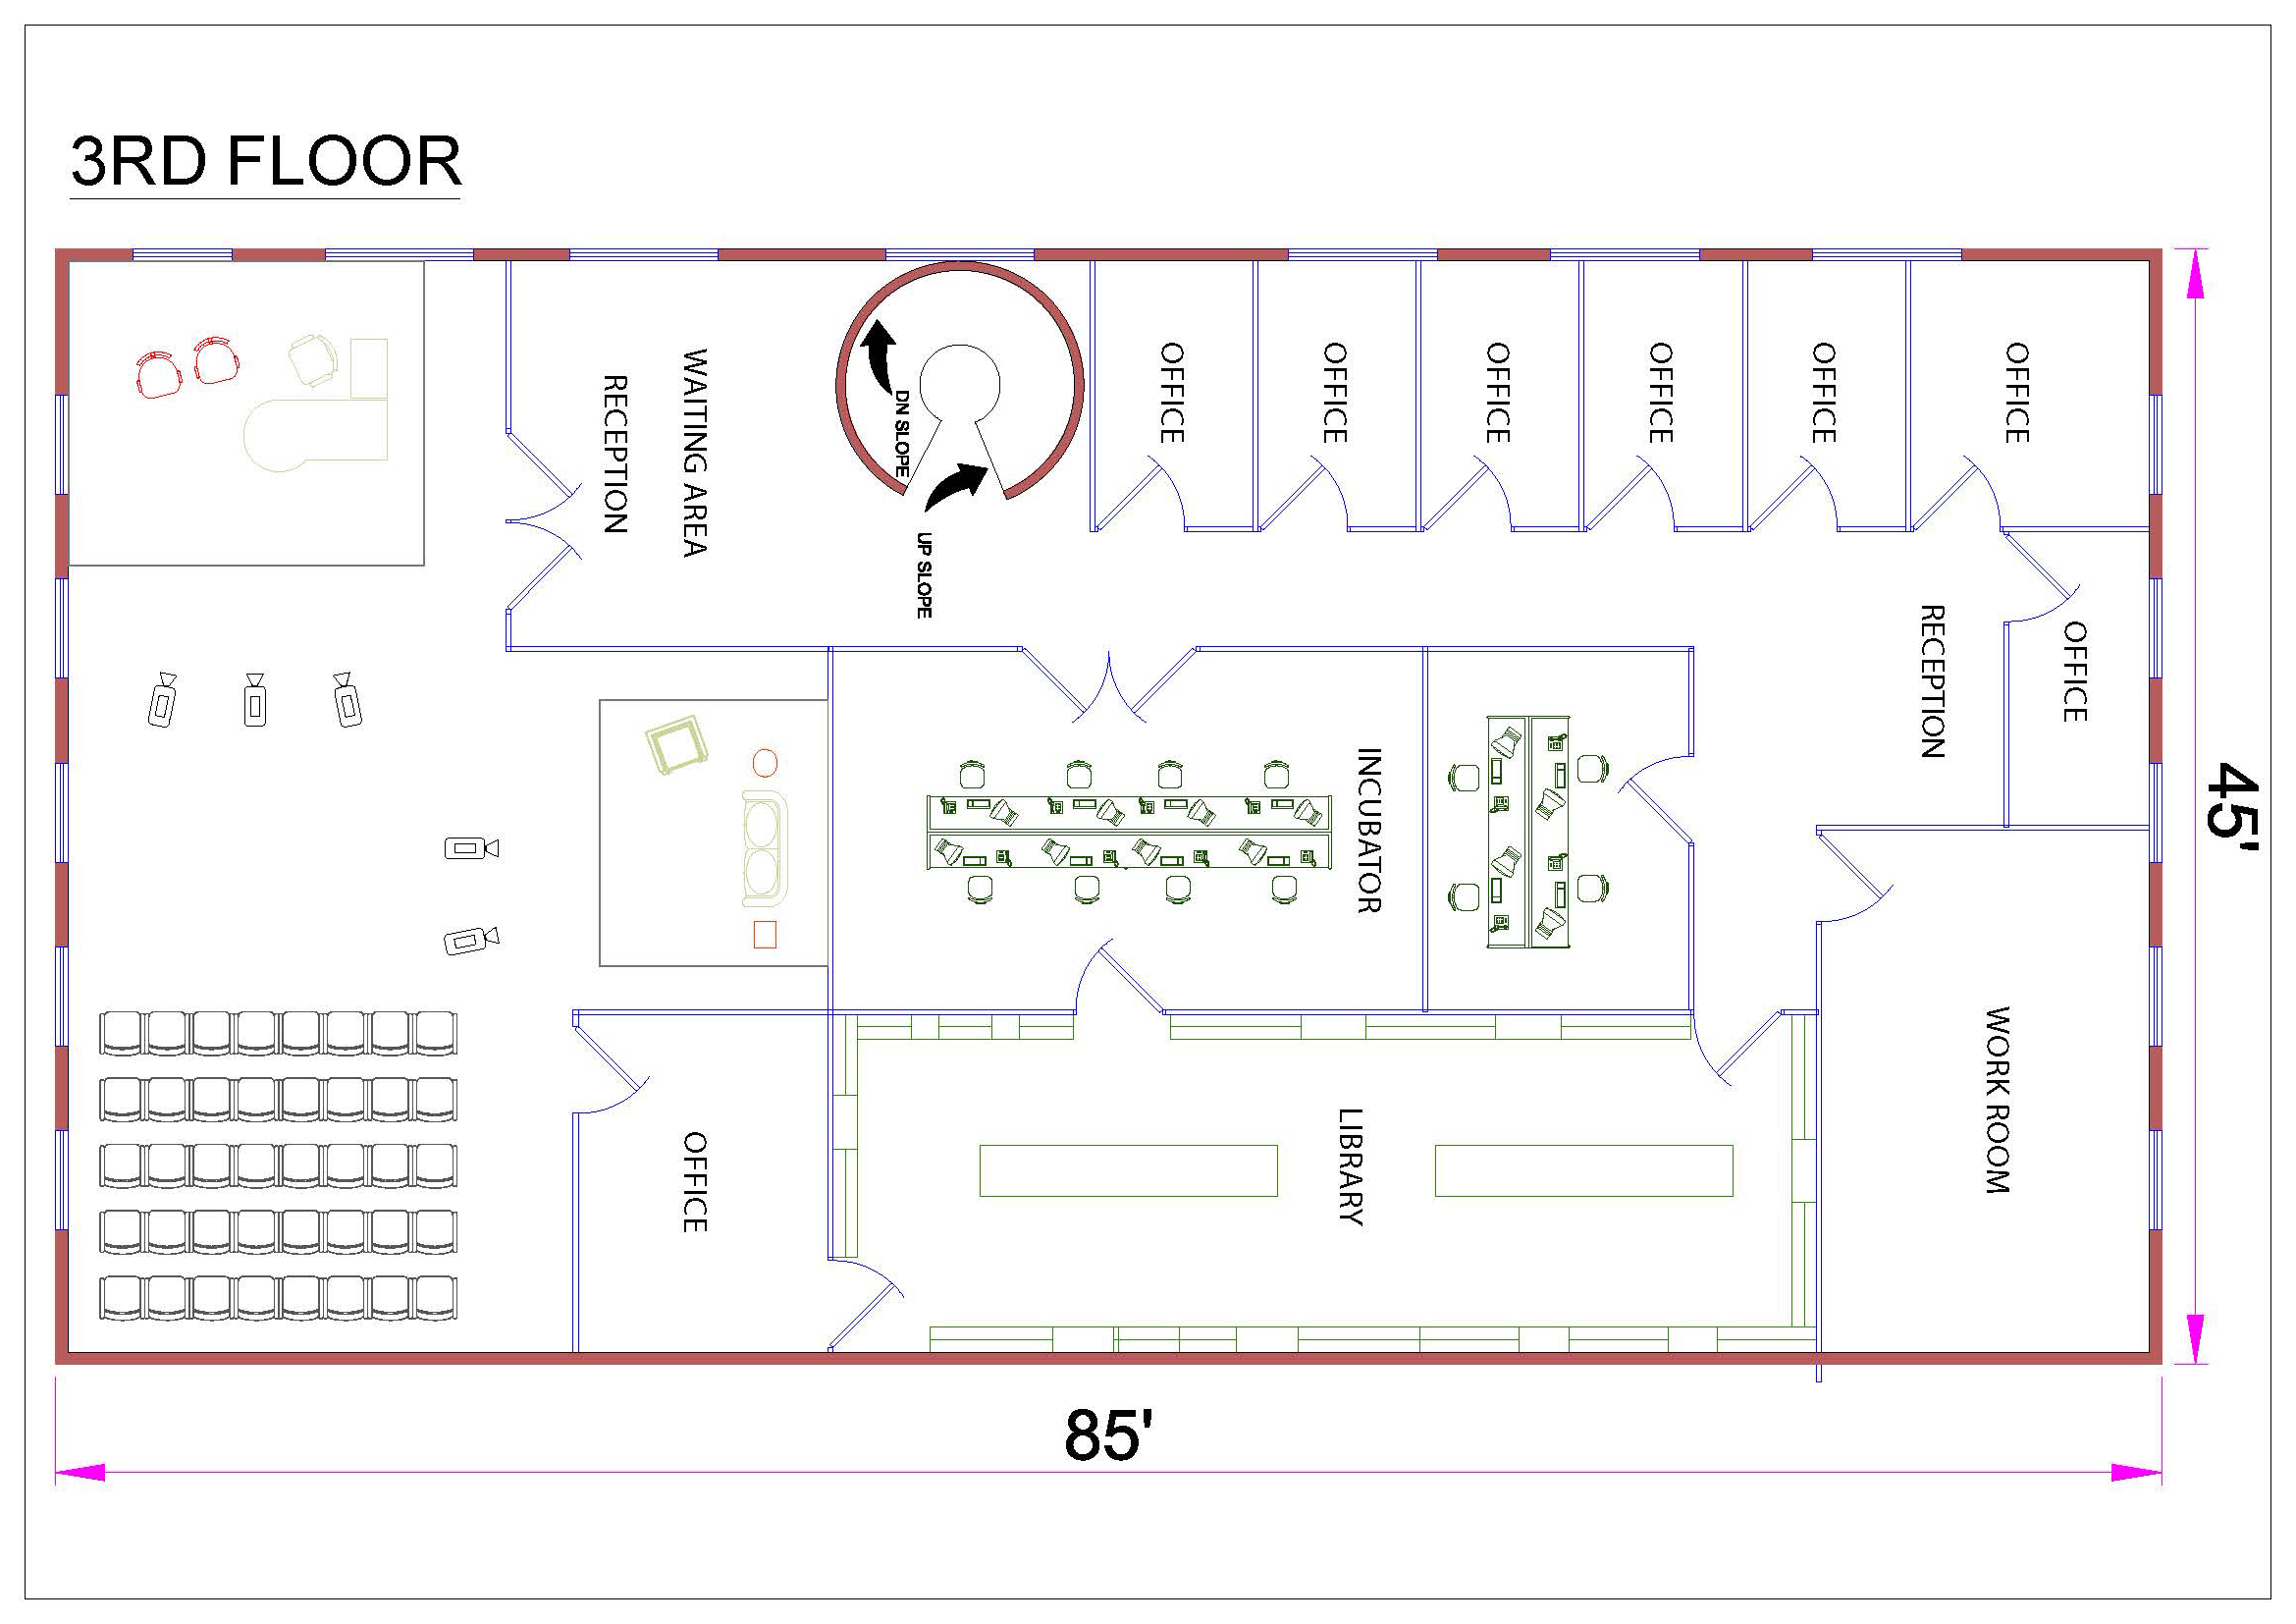 3RD FLOOR
OFFICE
OFFICE
OFFICE
OFFICE
OFFICE
OFFICE
WAITING AREA
RECEPTION
DN SLOPE
UP SLOPE
RECEPTION
OFFICE
INCUBATOR
45'
WORK ROOM
LIBRARY
OFFICE
85'